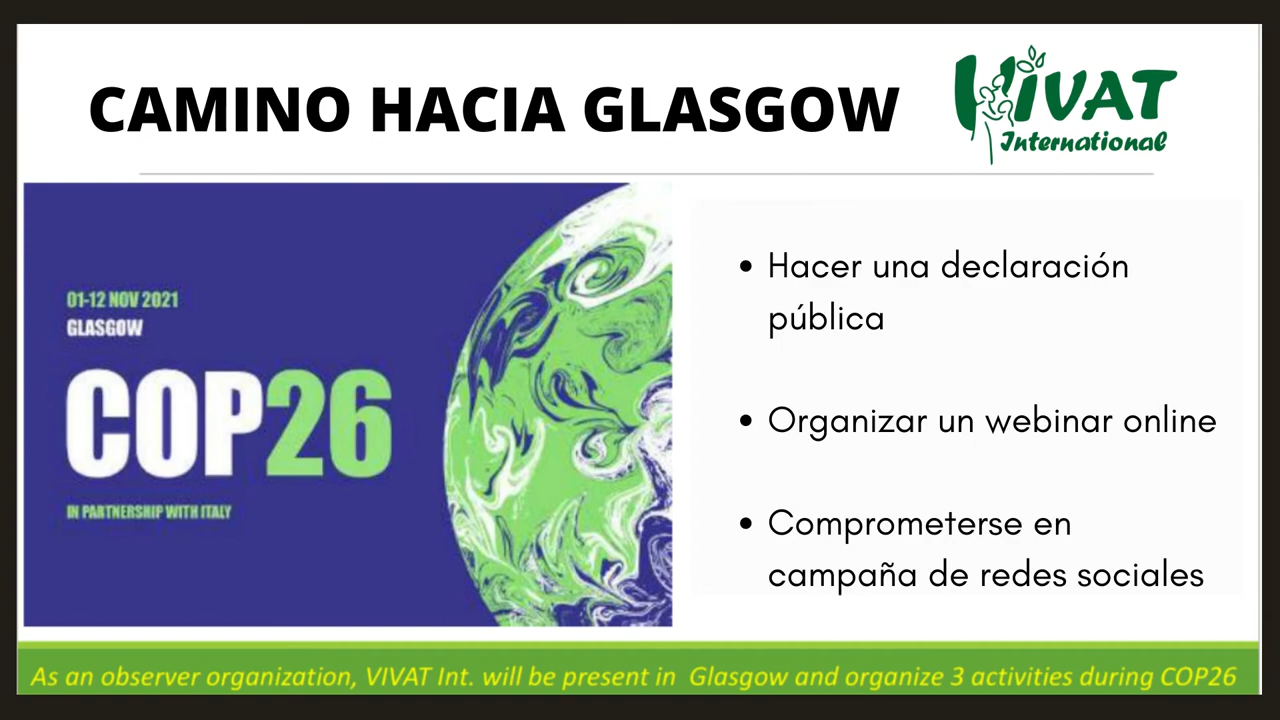 CAMINO HACIA GLASGOW
VIVAT
International
01-12 NOV 2021
GLASGOW
COP26
IN PARTNERSHIP WITH ITALY
• Hacer una declaración
pública
• Organizar un webinar online
• Comprometerse en
campaña de redes sociales
As an observer organization, VIVAT Int. will be present in Glasgow and organize 3 activities during COP26